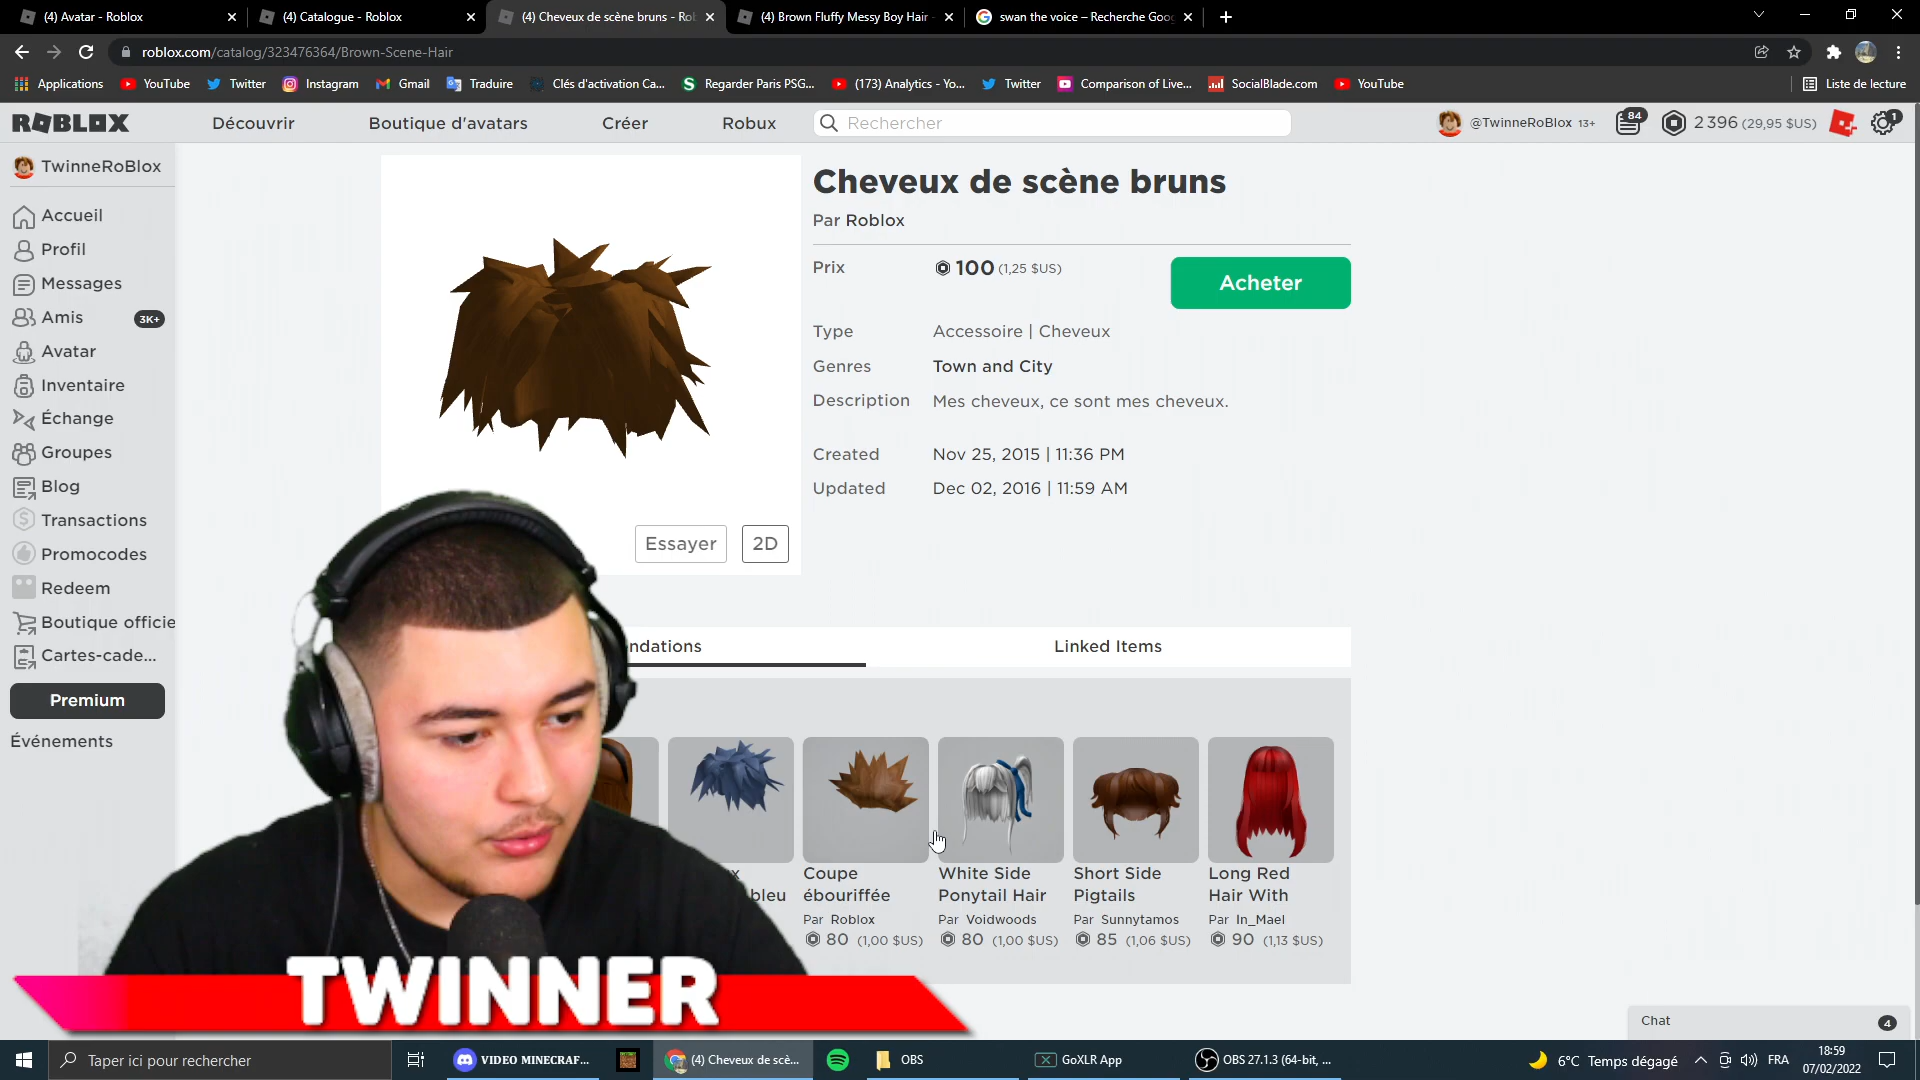 (4) Avatar - Roblox
(4) Catalogue - Roblox
(4) Cheveux de scène bruns - Rob
(4) Brown Fluffy Messy Boy Hair -
swan the voice – Recherche Goog
roblox.com/catalog/323476364/Brown-Scene-Hair
Applications
YouTube
Twitter
Instagram
Gmail
Traduire
Clés d'activation Ca...
Regarder Paris PSG...
(173) Analytics - Yo...
Twitter
Comparison of Live...
SocialBlade.com
YouTube
Liste de lecture
ROBLOX
Découvrir
Boutique d'avatars
Créer
Robux
Rechercher
@TwinneRoBlox 13+
84
2 396 (29,95 $US)
1
TwinneRoBlox
Accueil
Profil
Messages
Amis
3K+
Avatar
Inventaire
Échange
Groupes
Blog
Transactions
Promocodes
Redeem
Boutique officie
Cartes-cade...
Premium
Événements
Cheveux de scène bruns
Par Roblox
Prix
100 (1,25 $US)
Acheter
Type
Accessoire | Cheveux
Genres
Town and City
Description
Mes cheveux, ce sont mes cheveux.
Created
Nov 25, 2015 | 11:36 PM
Updated
Dec 02, 2016 | 11:59 AM
Essayer
2D
ndations
Linked Items
x
bleu
Coupe
ébouriffée
Par Roblox
80 (1,00 $US)
White Side
Ponytail Hair
Par Voidwoods
80 (1,00 $US)
Short Side
Pigtails
Par Sunnytamos
85 (1,06 $US)
Long Red
Hair With
Par In_Mael
90 (1,13 $US)
TWINNER
Chat
4
Taper ici pour rechercher
VIDEO MINECRAF...
(4) Cheveux de scè...
OBS
GoXLR App
OBS 27.1.3 (64-bit, ...
6°C Temps dégagé
FRA
18:59
07/02/2022